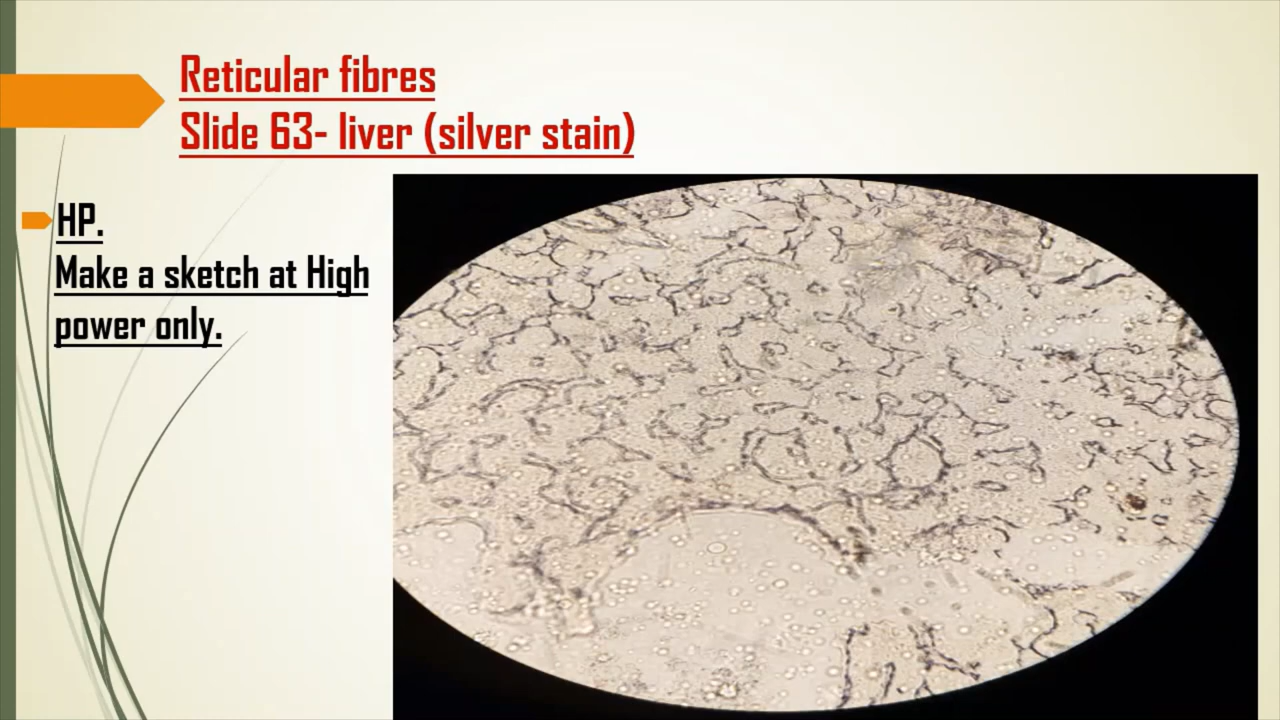 Reticular fibres
Slide 63- liver (silver stain)
HP.
Make a sketch at High
power only.